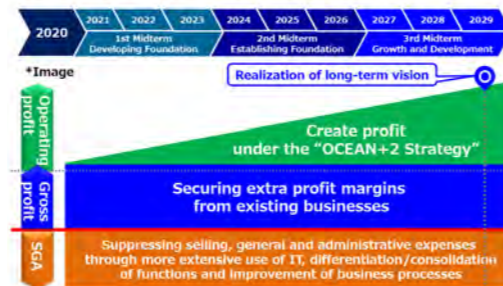 2020
2021 2022 2023 2024 2025 2026 2027 2028 2029
1st Midterm
Developing Foundation
2nd Midterm
Establishing Foundation
3rd Midterm
Growth and Development
*Image
Realization of long-term vision
Operating
profit
Create profit
under the “OCEAN+2 Strategy”
Gross
profit
Securing extra profit margins
from existing businesses
SGA
Suppressing selling, general and administrative expenses
through more extensive use of IT, differentiation/consolidation
of functions and improvement of business processes